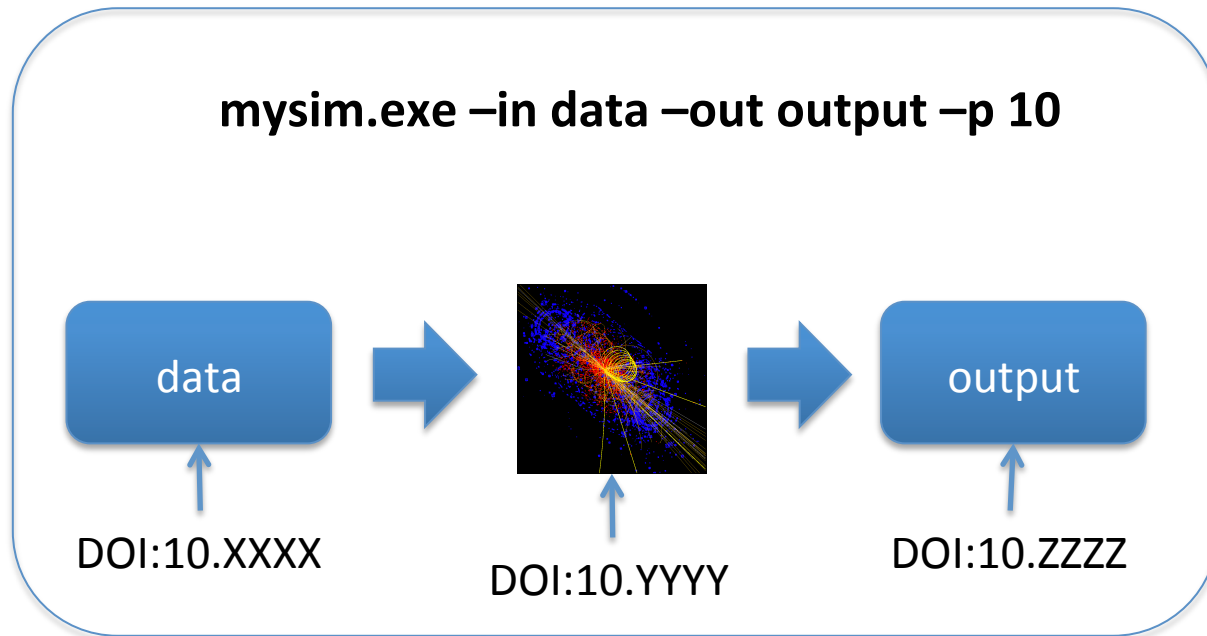 mysim.exe –in data –out output –p 10
data
output
DOI:10.XXXX
DOI:10.YYYY
DOI:10.ZZZZ